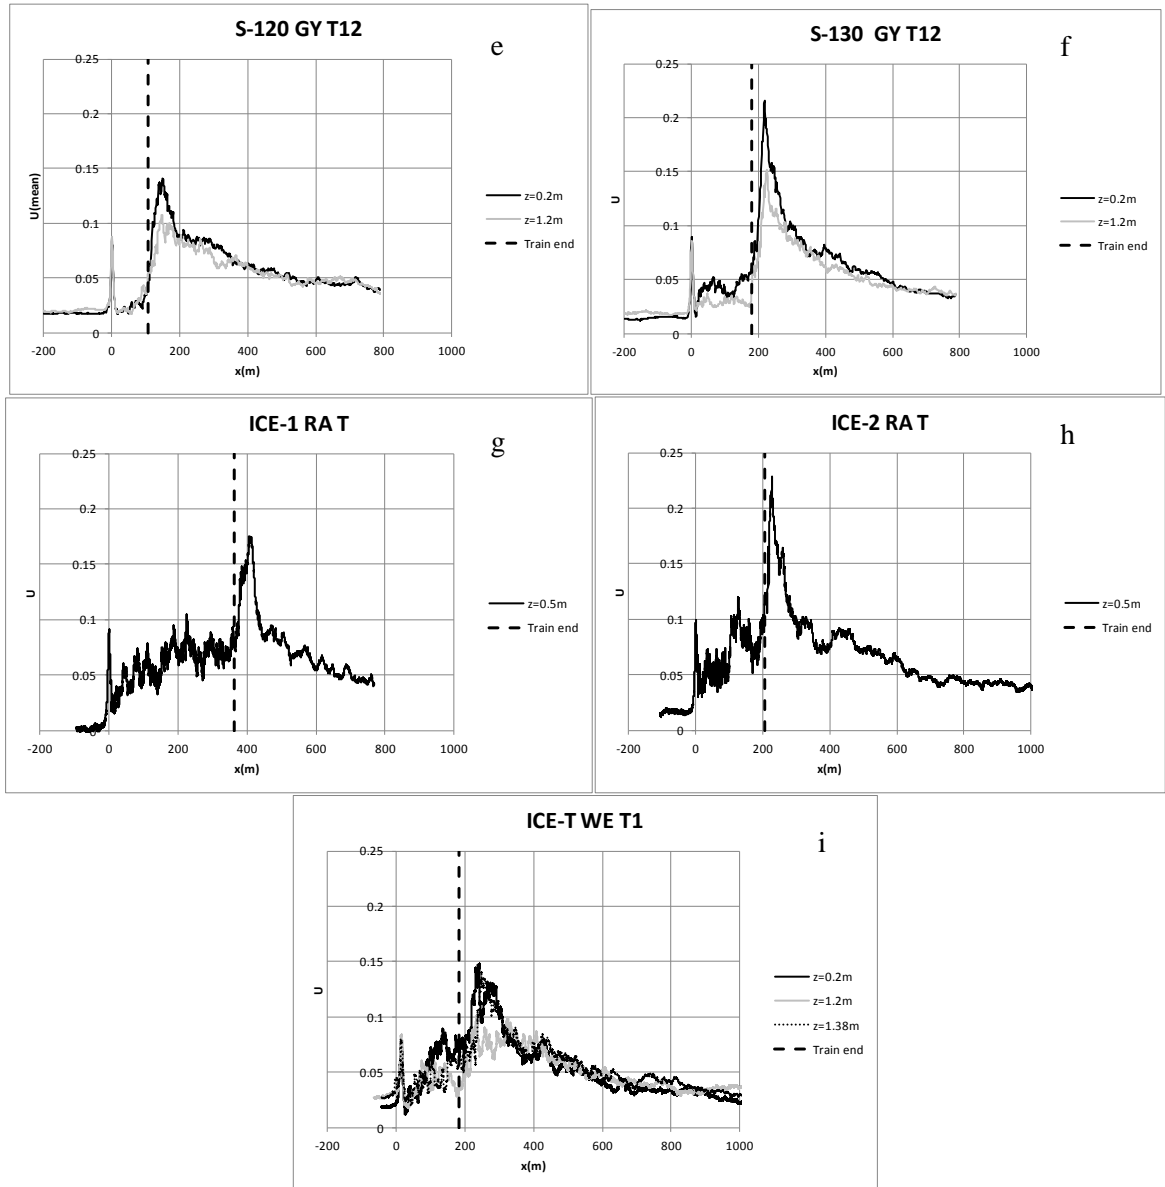 S-120 GY T12
e
0.25
0.2
0.15
0.1
0.05
0
U(mean)
-200 0 200 400 600 800 1000
x(m)
z=0.2m
z=1.2m
Train end
S-130 GY T12
f
0.25
0.2
0.15
0.1
0.05
0
U
-200 0 200 400 600 800 1000
x(m)
z=0.2m
z=1.2m
Train end
ICE-1 RA T
g
0.25
0.2
0.15
0.1
0.05
0
U
-200 0 200 400 600 800 1000
x(m)
z=0.5m
Train end
ICE-2 RA T
h
0.25
0.2
0.15
0.1
0.05
0
U
-200 0 200 400 600 800 1000
x(m)
z=0.5m
Train end
ICE-T WE T1
i
0.25
0.2
0.15
0.1
0.05
0
U
-200 0 200 400 600 800 1000
x(m)
z=0.2m
z=1.2m
z=1.38m
Train end